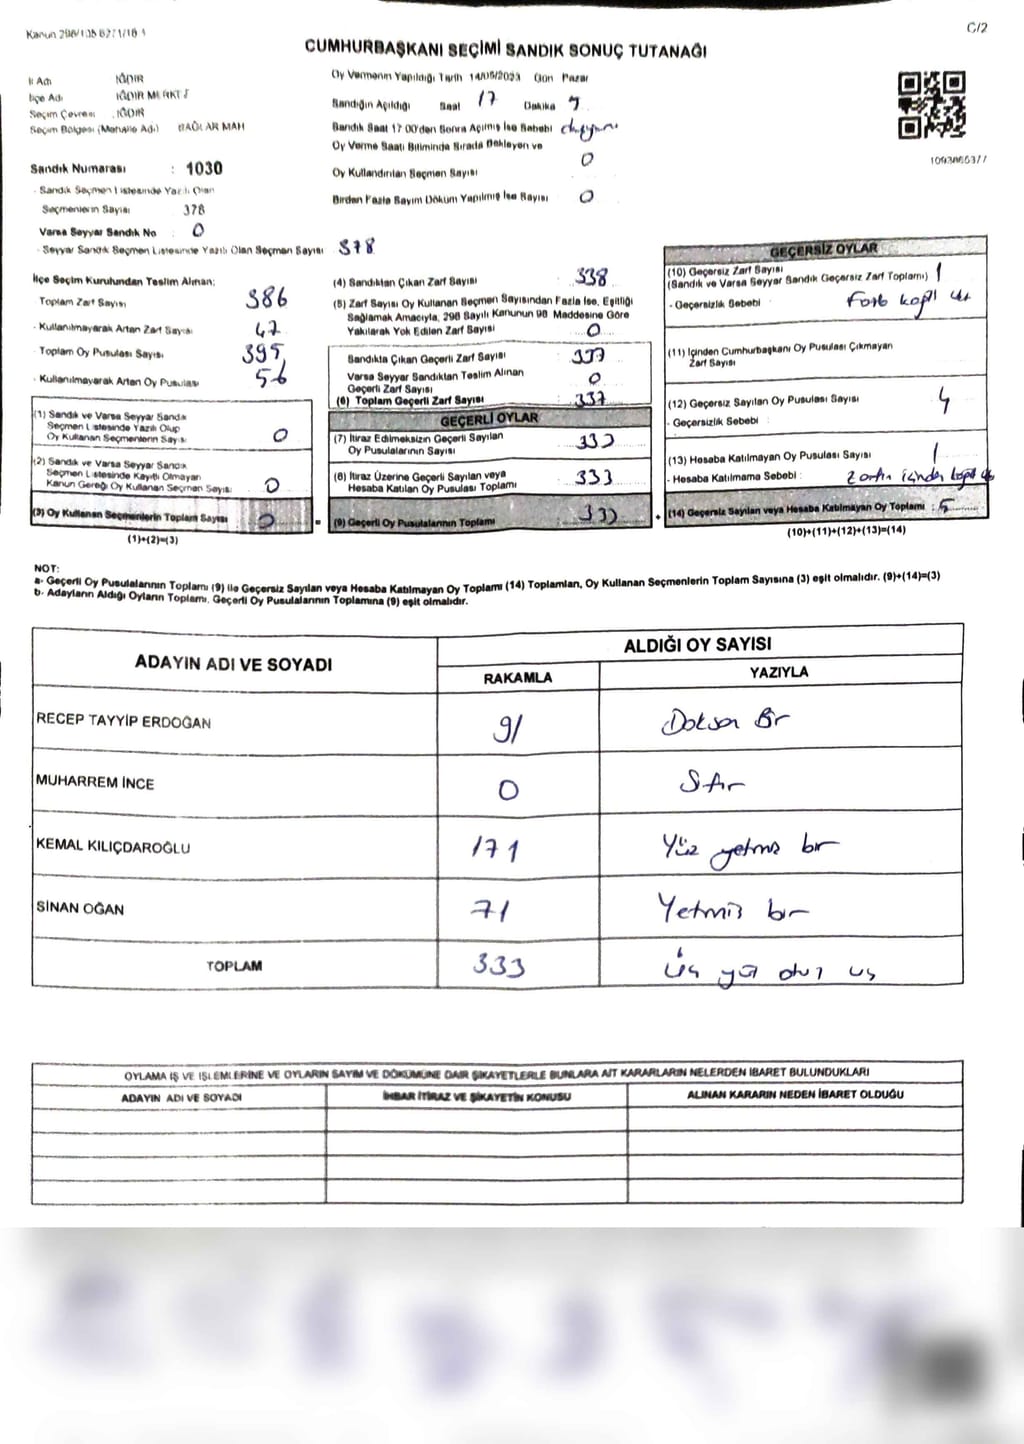 C/2
CUMHURBAŞKANI SEÇİMİ SANDIK SONUÇ TUTANAĞI
İl Adı IĞDIR
İlçe Adı IĞDIR MERKEZ
Seçim Çevresi IĞDIR
Seçim Bölgesi (Mahalle Adı) BAĞLAR MAH
Oy Vermenin Yapıldığı Tarih 14/05/2023 Gün Pazar
Sandığın Açıldığı Saat 17 Dakika
Sandık Saat 17 00'den Sonra Açılmış İse Sebebi
Oy Verme Saati Bitiminde Sırada Bekleyen ve
Oy Kullandırılan Seçmen Sayısı 0
Birden Fazla Sayım Döküm Yapılmış İse Sayısı 0
Sandık Numarası : 1030
- Sandık Seçmen Listesinde Yazılı Olan
Seçmenlerin Sayısı 378
Varsa Seyyar Sandık No 0
- Seyyar Sandık Seçmen Listesinde Yazılı Olan Seçmen Sayısı 378
İlçe Seçim Kurulundan Teslim Alınan:
Toplam Zarf Sayısı 386
- Kullanılmayarak Artan Zarf Sayısı 47
- Toplam Oy Pusulası Sayısı 395
- Kullanılmayarak Artan Oy Pusulası 56
(1) Sandık ve Varsa Seyyar Sandık
Seçmen Listesinde Yazılı Olup
Oy Kullanan Seçmenlerin Sayısı 0
(2) Sandık ve Varsa Seyyar Sandık
Seçmen Listesinde Kayıtlı Olmayan
Kanun Gereği Oy Kullanan Seçmen Sayısı 0
(3) Oy Kullanan Seçmenlerin Toplam Sayısı 0
(1)+(2)=(3)
(4) Sandıktan Çıkan Zarf Sayısı 338
(5) Zarf Sayısı Oy Kullanan Seçmen Sayısından Fazla İse, Eşitliği
Sağlamak Amacıyla, 298 Sayılı Kanunun 98 Maddesine Göre
Yakılarak Yok Edilen Zarf Sayısı 0
Sandıkta Çıkan Geçerli Zarf Sayısı 337
Varsa Seyyar Sandıktan Teslim Alınan
Geçerli Zarf Sayısı 0
(6) Toplam Geçerli Zarf Sayısı 337
GEÇERLİ OYLAR
(7) İtiraz Edilmeksizin Geçerli Sayılan
Oy Pusulalarının Sayısı 333
(8) İtiraz Üzerine Geçerli Sayılan veya
Hesaba Katılan Oy Pusulası Toplamı 333
(9) Geçerli Oy Pusulalarının Toplamı 333
GEÇERSİZ OYLAR
(10) Geçersiz Zarf Sayısı
(Sandık ve Varsa Seyyar Sandık Geçersiz Zarf Toplamı) 1
- Geçersizlik Sebebi
(11) İçinden Cumhurbaşkanı Oy Pusulası Çıkmayan
Zarf Sayısı
(12) Geçersiz Sayılan Oy Pusulası Sayısı 4
- Geçersizlik Sebebi
(13) Hesaba Katılmayan Oy Pusulası Sayısı 1
- Hesaba Katılmama Sebebi :
(14) Geçersiz Sayılan veya Hesaba Katılmayan Oy Toplamı : 5
(10)+(11)+(12)+(13)=(14)
NOT:
a- Geçerli Oy Pusulalarının Toplamı (9) ile Geçersiz Sayılan veya Hesaba Katılmayan Oy Toplamı (14) Toplamları, Oy Kullanan Seçmenlerin Toplam Sayısına (3) eşit olmalıdır. (9)+(14)=(3)
b- Adayların Aldığı Oyların Toplamı, Geçerli Oy Pusulalarının Toplamına (9) eşit olmalıdır.
ADAYIN ADI VE SOYADI
ALDIĞI OY SAYISI
RAKAMLA YAZIYLA
RECEP TAYYİP ERDOĞAN 91 Doksan Bir
MUHARREM İNCE 0 Sıfır
KEMAL KILIÇDAROĞLU 171 Yüz yetmiş bir
SİNAN OĞAN 71 Yetmiş bir
TOPLAM 333 Üç yüz otuz üç
OYLAMA İŞ VE İŞLEMLERİNE VE OYLARIN SAYIM VE DÖKÜMÜNE DAİR ŞİKAYETLERLE BUNLARA AİT KARARLARIN NELERDEN İBARET BULUNDUKLARI
ADAYIN ADI VE SOYADI İHBAR İTİRAZ VE ŞİKAYETİN KONUSU ALINAN KARARIN NEDEN İBARET OLDUĞU